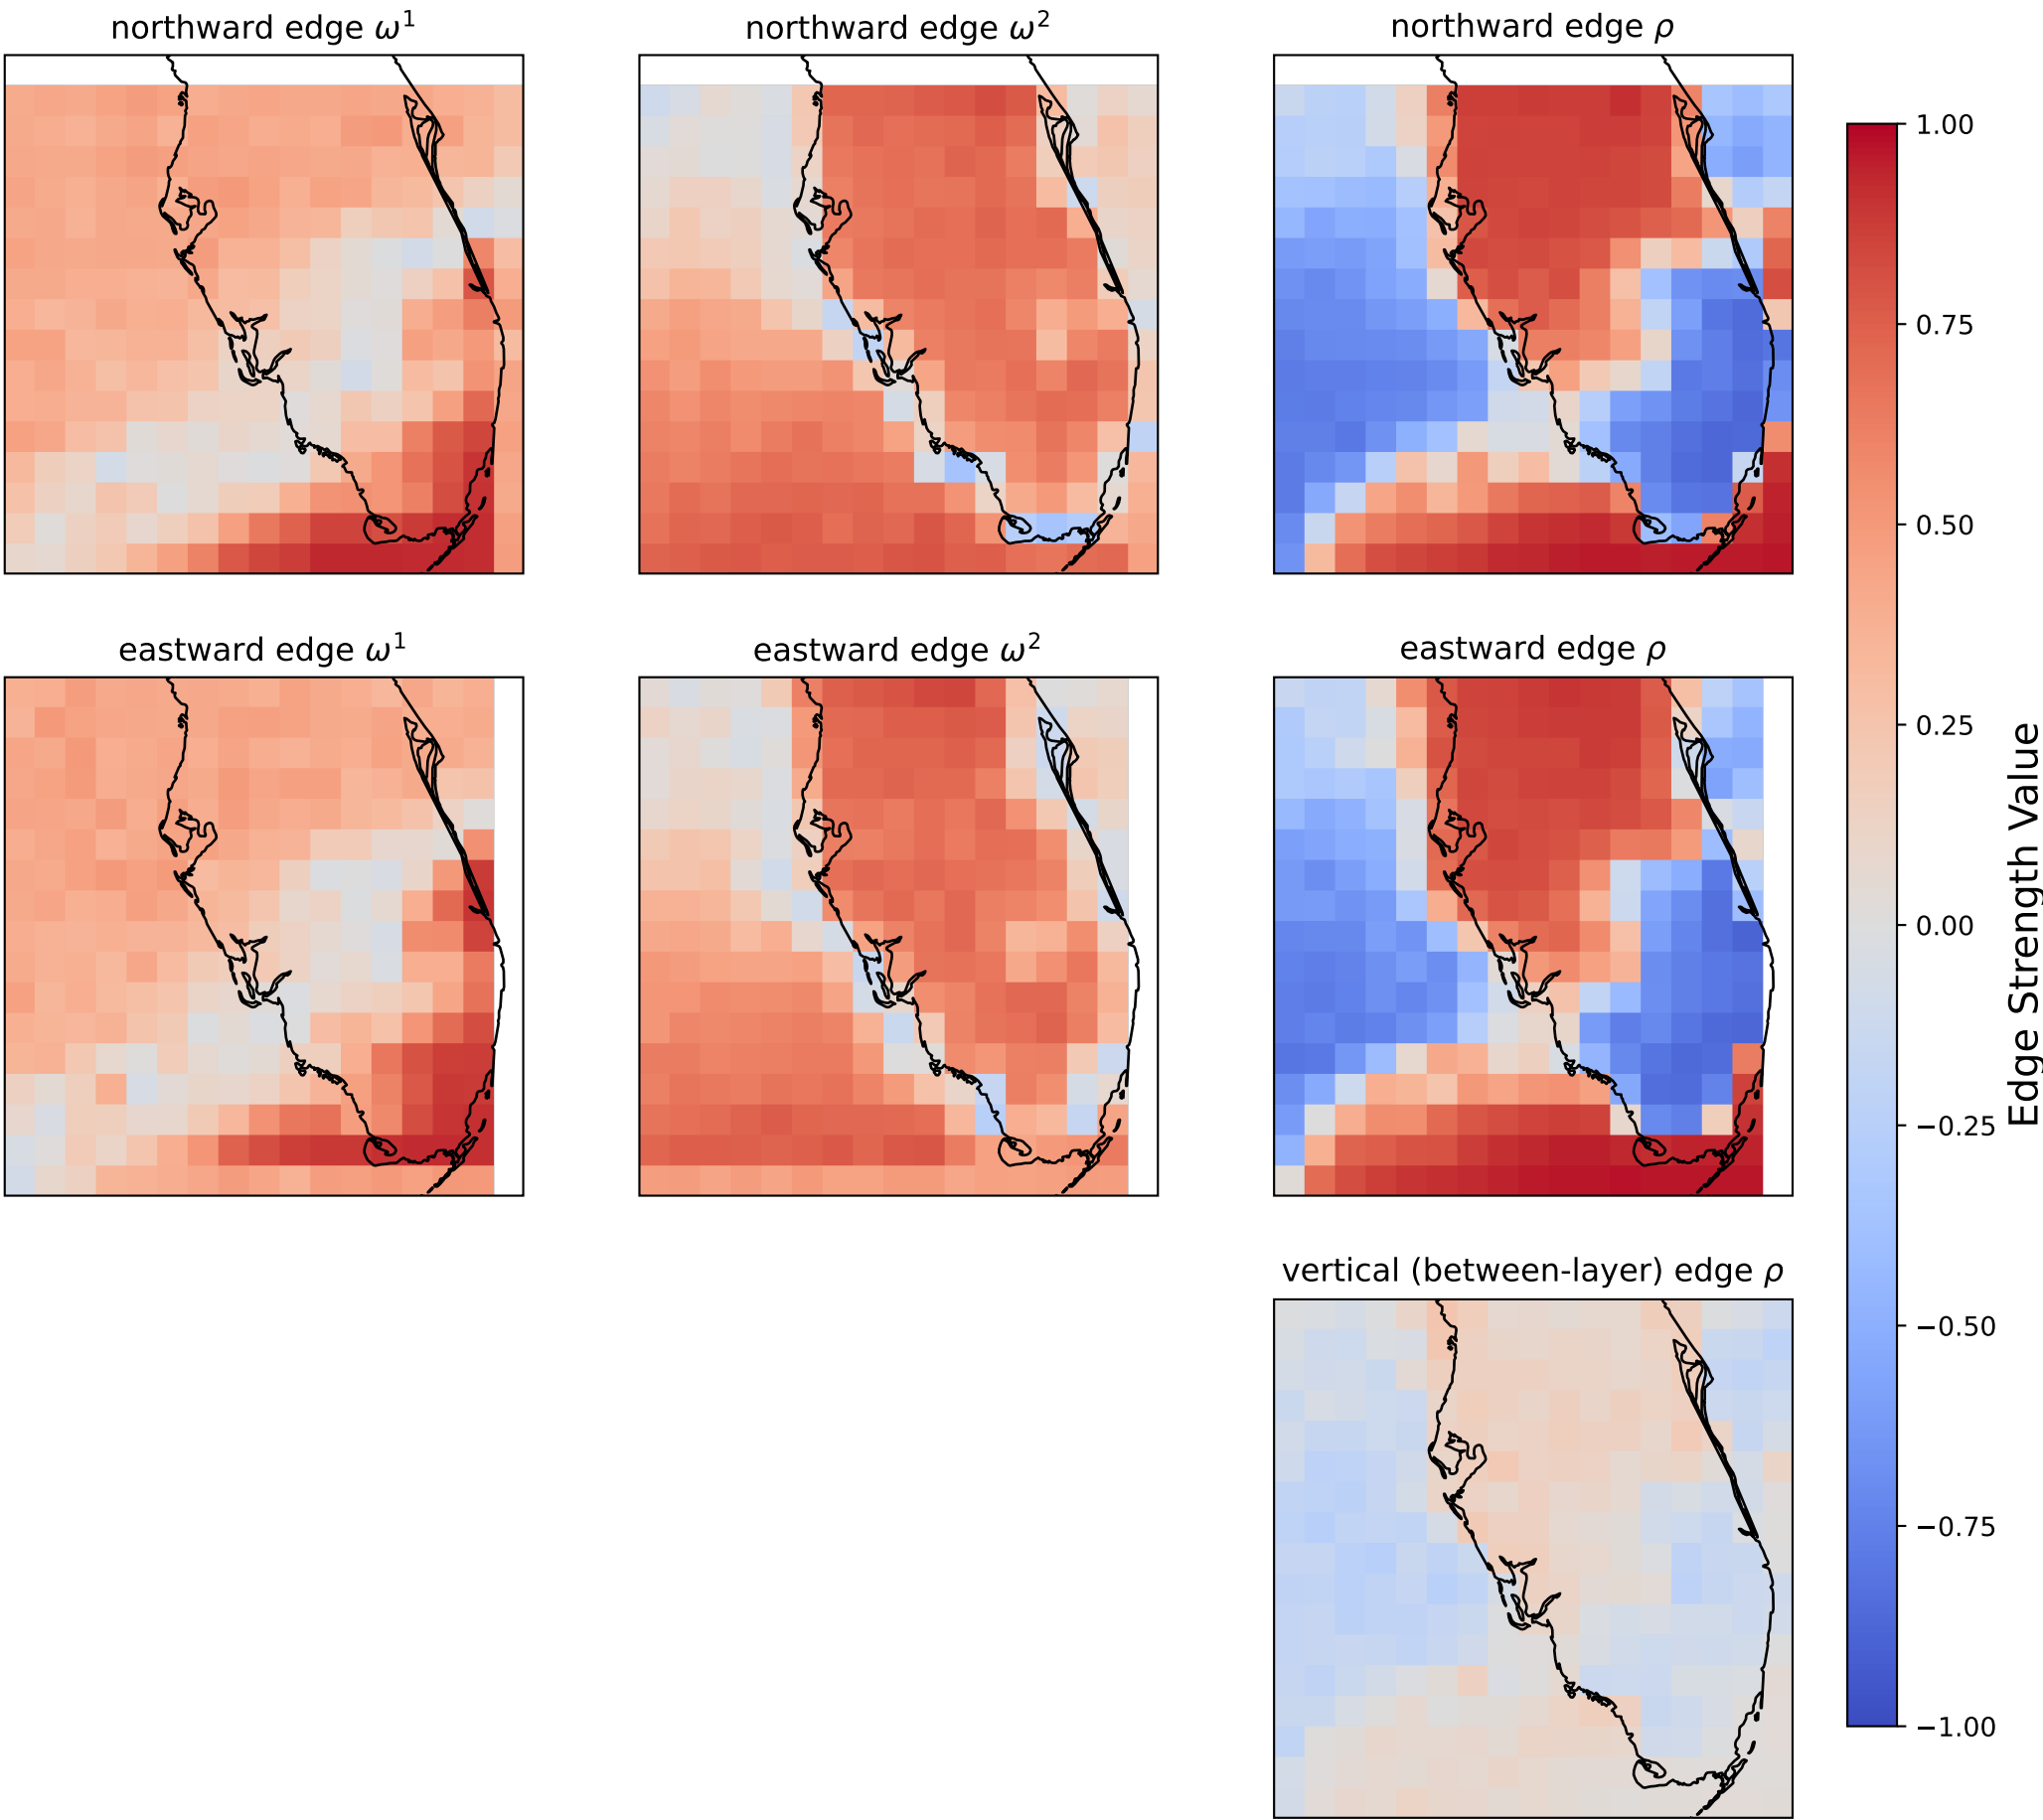 northward edge ω¹
northward edge ω²
northward edge ρ
eastward edge ω¹
eastward edge ω²
eastward edge ρ
vertical (between-layer) edge ρ
1.00
0.75
0.50
0.25
0.00
−0.25
−0.50
−0.75
−1.00
Edge Strength Value